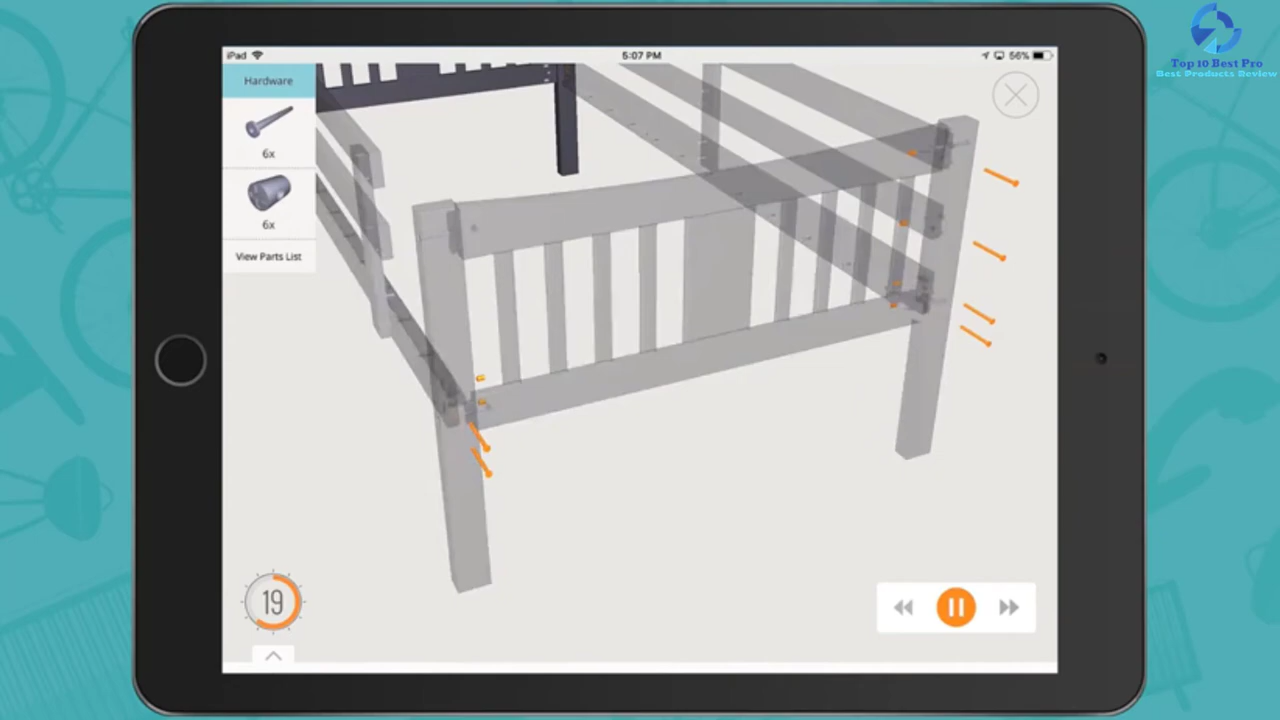 iPad
5:07 PM
56%
Hardware
6x
6x
View Parts List
19
Top 10 Best Pro
Best Products Review